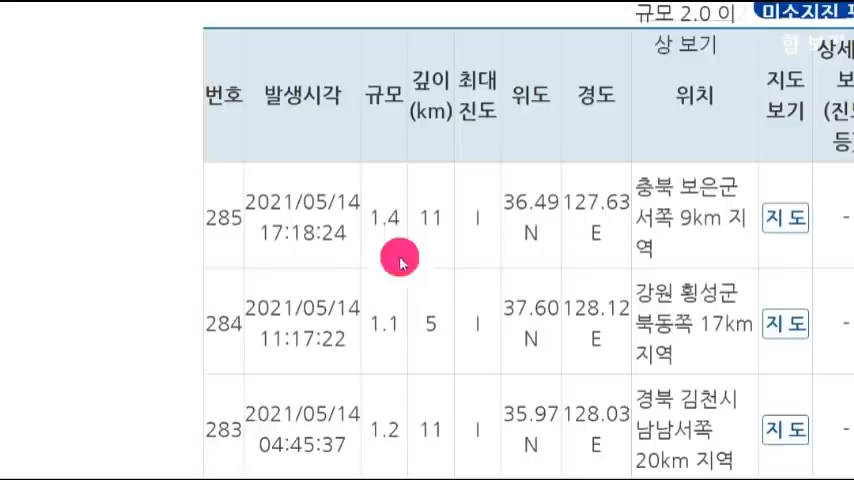 규모 2.0 이
상 보기
미소지진
번호 발생시각 규모 깊이(km) 최대진도 위도 경도 위치 지도보기 상세
285 2021/05/14 17:18:24 1.4 11 I 36.49N 127.63E 충북 보은군 서쪽 9km 지역 지 도 -
284 2021/05/14 11:17:22 1.1 5 I 37.60N 128.12E 강원 횡성군 북동쪽 17km 지역 지 도 -
283 2021/05/14 04:45:37 1.2 11 I 35.97N 128.03E 경북 김천시 남남서쪽 20km 지역 지 도 -